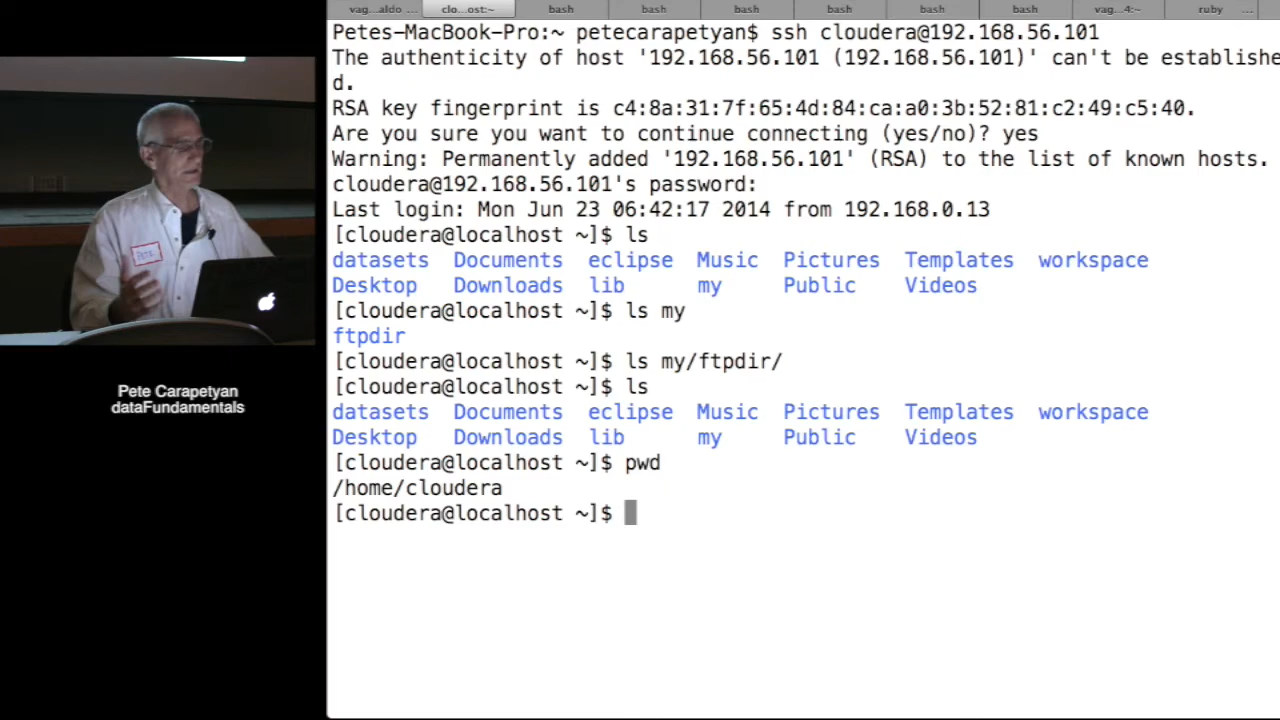 vag...aldo
clo...ost:~
bash
bash
bash
bash
bash
bash
vag...4:~
ruby
...
Petes-MacBook-Pro:~ petecarapetyan$ ssh cloudera@192.168.56.101
The authenticity of host '192.168.56.101 (192.168.56.101)' can't be establishe
d.
RSA key fingerprint is c4:8a:31:7f:65:4d:84:ca:a0:3b:52:81:c2:49:c5:40.
Are you sure you want to continue connecting (yes/no)? yes
Warning: Permanently added '192.168.56.101' (RSA) to the list of known hosts.
cloudera@192.168.56.101's password:
Last login: Mon Jun 23 06:42:17 2014 from 192.168.0.13
[cloudera@localhost ~]$ ls
datasets Documents eclipse Music Pictures Templates workspace
Desktop Downloads lib my Public Videos
[cloudera@localhost ~]$ ls my
ftpdir
[cloudera@localhost ~]$ ls my/ftpdir/
[cloudera@localhost ~]$ ls
datasets Documents eclipse Music Pictures Templates workspace
Desktop Downloads lib my Public Videos
[cloudera@localhost ~]$ pwd
/home/cloudera
[cloudera@localhost ~]$
PETE
Pete Carapetyan
dataFundamentals